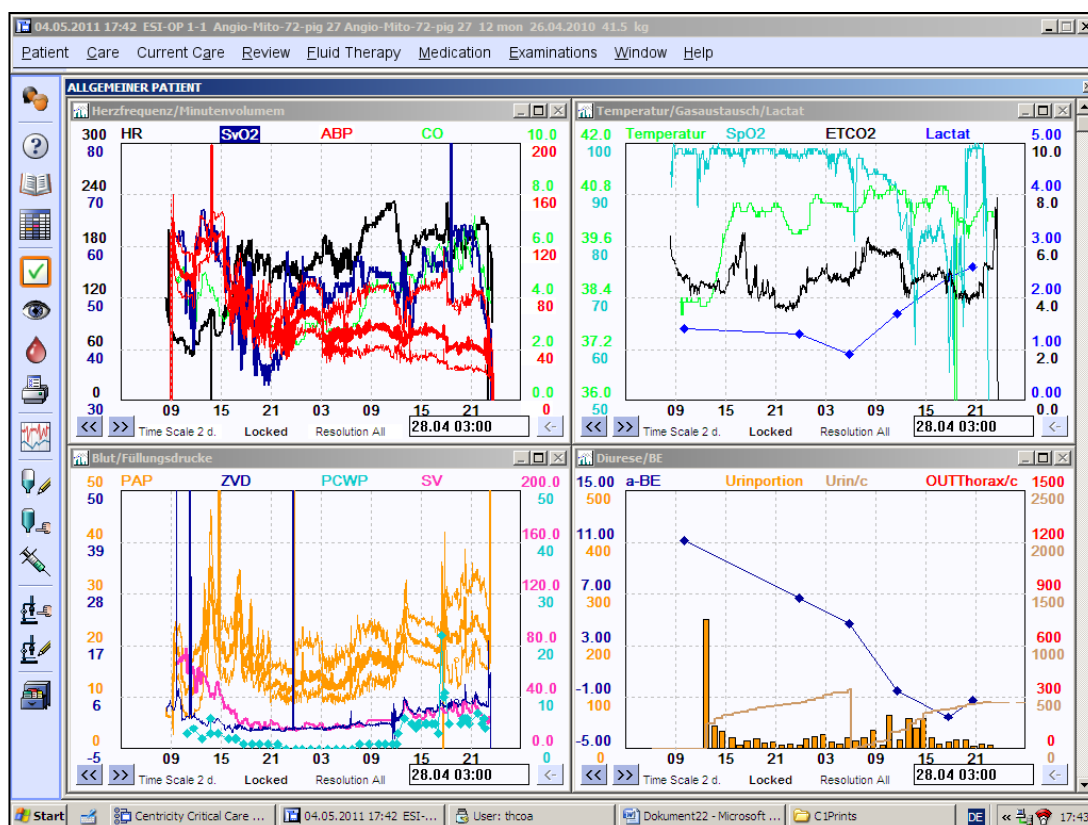 04.05.2011 17:42 ESI-OP 1-1 Angio-Mito-72-pig 27 Angio-Mito-72-pig 27 12 mon 26.04.2010 41.5 kg
Patient Care Current Care Review Fluid Therapy Medication Examinations Window Help
ALLGEMEINER PATIENT
Herzfrequenz/Minutenvolumem
300 HR SvO2 ABP CO 10.0
80 200
240 8.0
70 160
180 6.0
60 120
120 4.0
50 80
60 2.0
40 40
0 0.0
30 0
09 15 21 03 09 15 21
<< >> Time Scale 2 d. Locked Resolution All 28.04 03:00 <-
Temperatur/Gasaustausch/Lactat
42.0 Temperatur SpO2 ETCO2 Lactat 5.00
100 10.0
40.8 4.00
90 8.0
39.6 3.00
80 6.0
38.4 2.00
70 4.0
37.2 1.00
60 2.0
36.0 0.00
50 0.0
09 15 21 03 09 15 21
<< >> Time Scale 2 d. Locked Resolution All 28.04 03:00 <-
Blut/Füllungsdrucke
50 PAP ZVD PCWP SV 200.0
50 50
40 160.0
39 40
30 120.0
28 30
20 80.0
17 20
10 40.0
6 10
0 0.0
-5 0
09 15 21 03 09 15 21
<< >> Time Scale 2 d. Locked Resolution All 28.04 03:00 <-
Diurese/BE
15.00 a-BE Urinportion Urin/c OUTThorax/c 1500
500 2500
11.00 1200
400 2000
7.00 900
300 1500
3.00 600
200 1000
-1.00 300
100 500
-5.00 0
0 0
09 15 21 03 09 15 21
<< >> Time Scale 2 d. Locked Resolution All 28.04 03:00 <-
Start Centricity Critical Care ... 04.05.2011 17:42 ESI-... User: thcoa Dokument22 - Microsoft ... C1Prints DE « 17:42